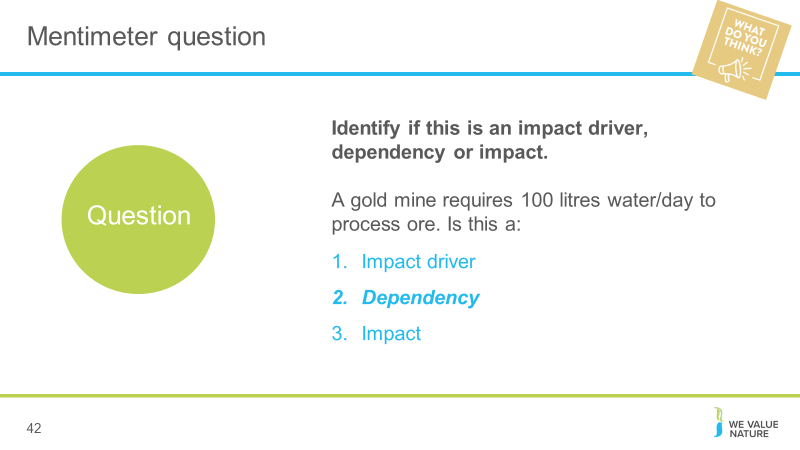 Mentimeter question
WHAT
DO YOU
THINK?
Identify if this is an impact driver,
dependency or impact.
Question
A gold mine requires 100 litres water/day to
process ore. Is this a:
1. Impact driver
2. Dependency
3. Impact
42
WE VALUE
NATURE